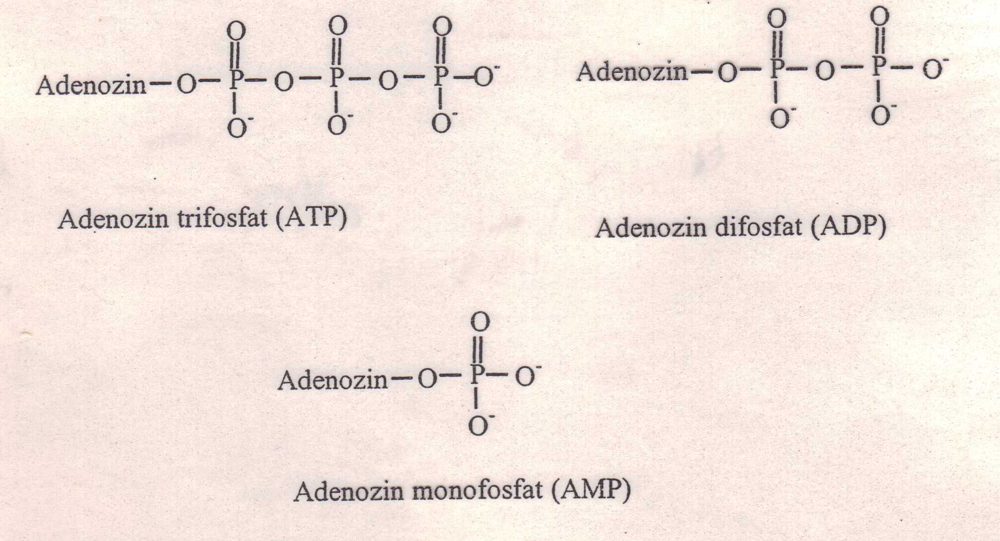 O O O
Adenozin—O—P—O—P—O—P—O⁻
O⁻ O⁻ O⁻
O O
Adenozin—O—P—O—P—O⁻
O⁻ O⁻
Adenozin trifosfat (ATP)
Adenozin difosfat (ADP)
O
Adenozin—O—P—O⁻
O⁻
Adenozin monofosfat (AMP)